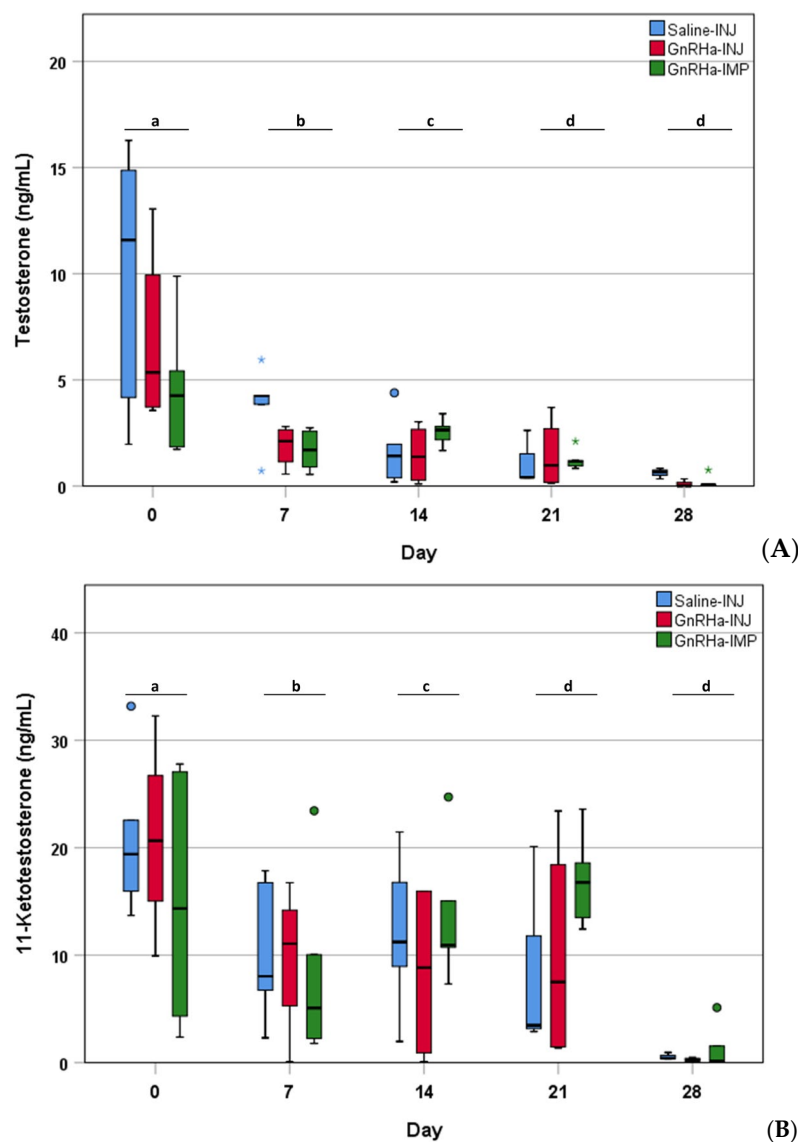 Saline-INJ
GnRHa-INJ
GnRHa-IMP
20
15
10
5
0
a b c d d
Testosterone (ng/mL)
0 7 14 21 28
Day
(A)
Saline-INJ
GnRHa-INJ
GnRHa-IMP
40
30
20
10
0
a b c d d
11-Ketotestosterone (ng/mL)
0 7 14 21 28
Day
(B)